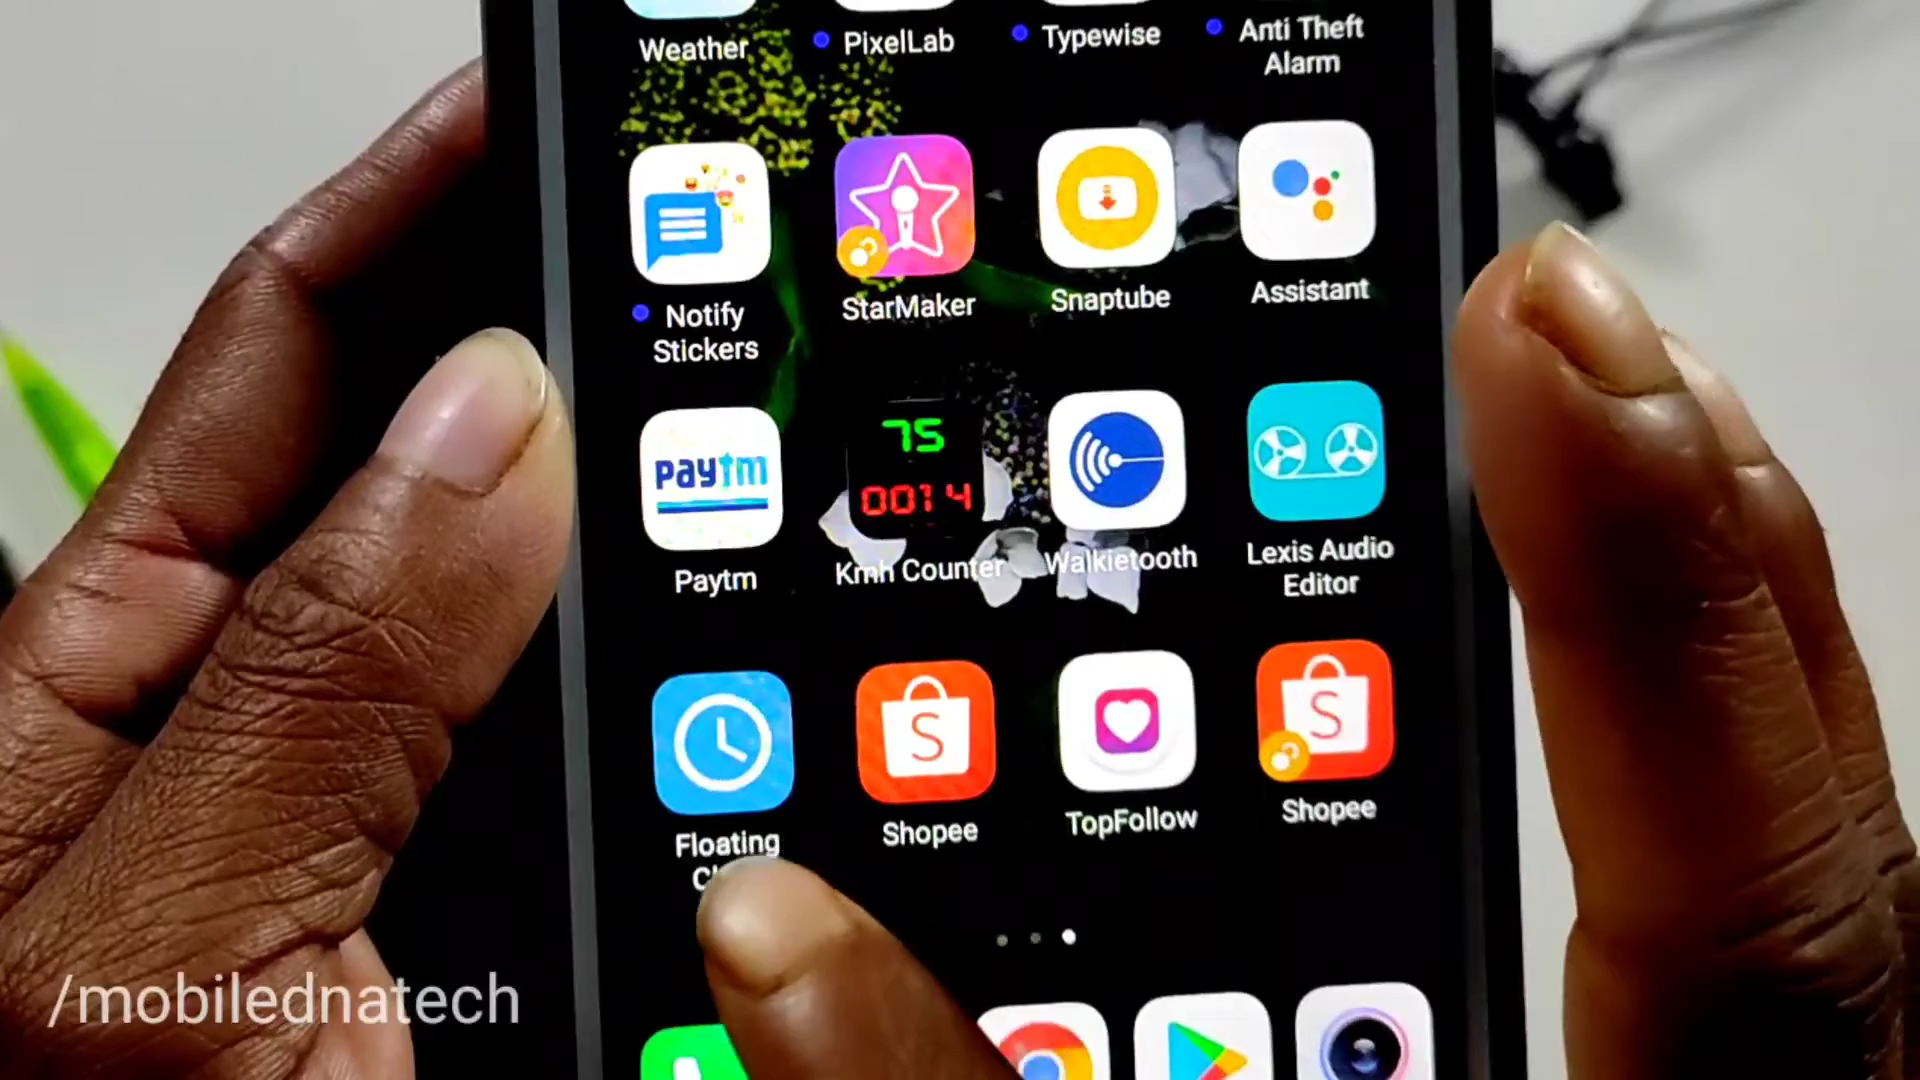 Weather
PixelLab
Typewise
Anti Theft
Alarm
Notify
Stickers
StarMaker
Snaptube
Assistant
paytm
75
0014
Paytm
Kmh Counter
Walkietooth
Lexis Audio
Editor
S
S
Floating
Shopee
TopFollow
Shopee
/mobilednatech